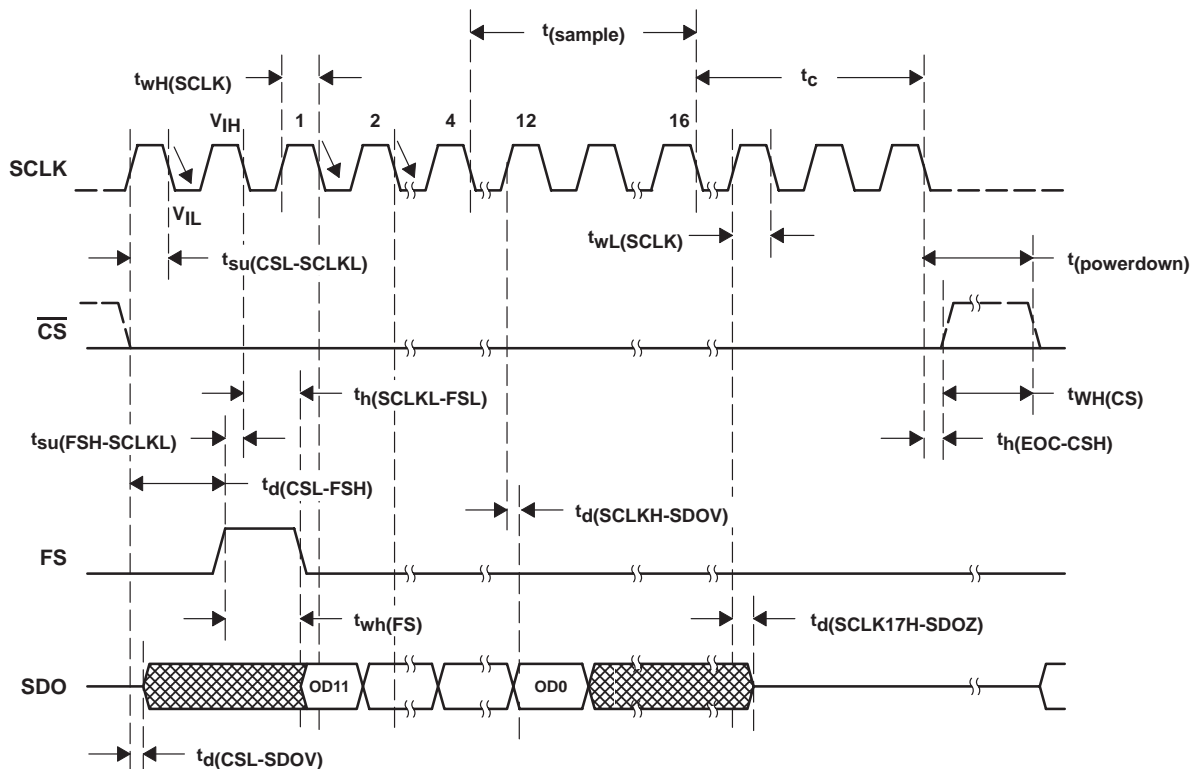 t(sample)
twH(SCLK)
tc
VIH
1
2
4
12
16
SCLK
VIL
twL(SCLK)
tsu(CSL-SCLKL)
t(powerdown)
CS
th(SCLKL-FSL)
tWH(CS)
tsu(FSH-SCLKL)
th(EOC-CSH)
td(CSL-FSH)
td(SCLKH-SDOV)
FS
twh(FS)
td(SCLK17H-SDOZ)
SDO
OD11
OD0
td(CSL-SDOV)